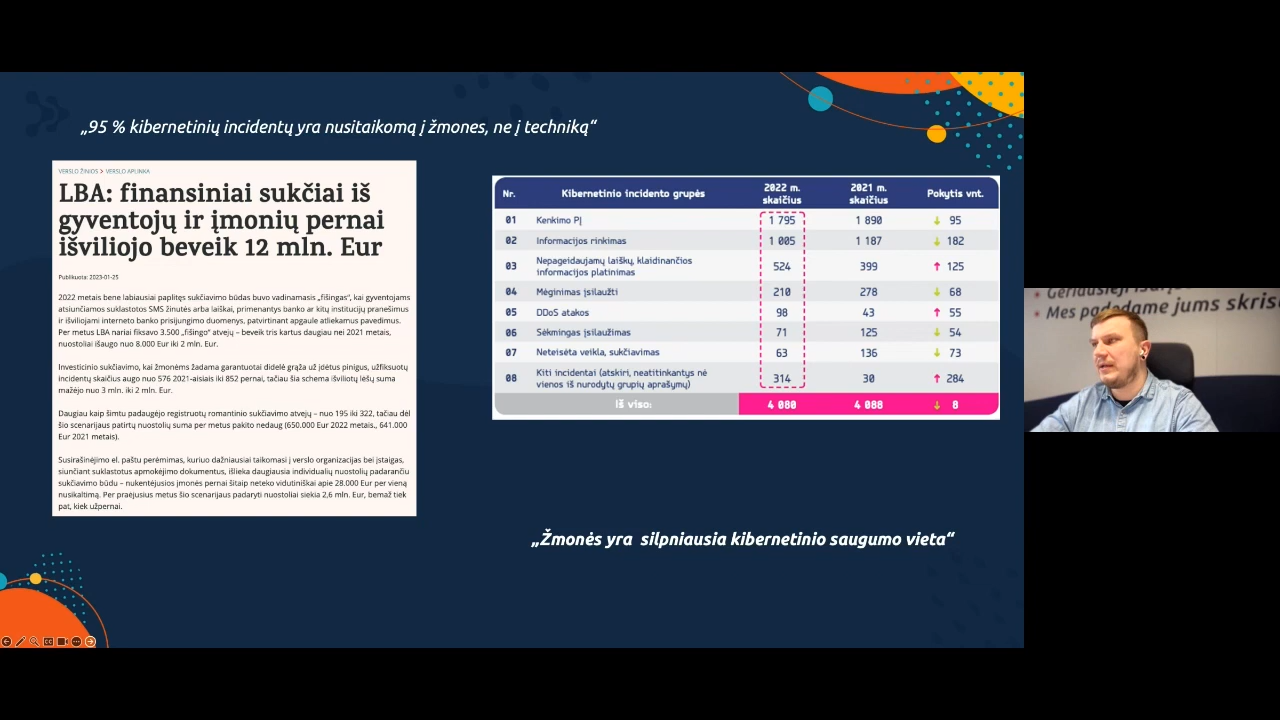 „95 % kibernetinių incidentų yra nusitaikomą į žmones, ne į techniką“
VERSLO ŽINIOS > VERSLO APLINKA
LBA: finansiniai sukčiai iš
gyventojų ir įmonių pernai
išviliojo beveik 12 mln. Eur
Publikuota: 2023-01-25
2022 metais bene labiausiai paplitęs sukčiavimo būdas buvo vadinamasis „fišingas“, kai gyventojams
atsiunčiamos suklastotos SMS žinutės arba laiškai, primenantys banko ar kitų institucijų pranešimus
ir išviliojami interneto banko prisijungimo duomenys, patvirtinant apgaule atliekamus pavedimus.
Per metus LBA nariai fiksavo 3.500 „fišingo“ atvejų – beveik tris kartus daugiau nei 2021 metais,
nuostoliai išaugo nuo 8.000 Eur iki 2 mln. Eur.
Investicinio sukčiavimo, kai žmonėms žadama garantuotai didelė grąža už įdėtus pinigus, užfiksuotų
incidentų skaičius augo nuo 576 2021-aisiais iki 852 pernai, tačiau šia schema išviliotų lėšų suma
mažėjo nuo 3 mln. iki 2 mln. Eur.
Daugiau kaip šimtu padaugėjo registruotų romantinio sukčiavimo atvejų – nuo 195 iki 322, tačiau dėl
šio scenarijaus patirtų nuostolių suma per metus pakito nedaug (650.000 Eur 2022 metais., 641.000
Eur 2021 metais).
Susirašinėjimo el. paštu perėmimas, kuriuo dažniausiai taikomasi į verslo organizacijas bei įstaigas,
siunčiant suklastotus apmokėjimo dokumentus, išlieka daugiausia individualių nuostolių padarančiu
sukčiavimo būdu – nukentėjusios įmonės pernai šitaip neteko vidutiniškai apie 28.000 Eur per vieną
nusikaltimą. Per praėjusius metus šio scenarijaus padaryti nuostoliai siekia 2,6 mln. Eur, bemaž tiek
pat, kiek užpernai.
Nr. Kibernetinio incidento grupės 2022 m. skaičius 2021 m. skaičius Pokytis vnt.
01 Kenkimo PĮ 1 795 1 890 ↓ 95
02 Informacijos rinkimas 1 005 1 187 ↓ 182
03 Nepageidaujamų laiškų, klaidinančios
informacijos platinimas 524 399 ↑ 125
04 Mėginimas įsilaužti 210 278 ↓ 68
05 DDoS atakos 98 43 ↑ 55
06 Sėkmingas įsilaužimas 71 125 ↓ 54
07 Neteisėta veikla, sukčiavimas 63 136 ↓ 73
08 Kiti incidentai (atskiri, neatitinkantys nė
vienos iš nurodytų grupių aprašymų) 314 30 ↑ 284
Iš viso: 4 080 4 088 ↓ 8
„Žmonės yra silpniausia kibernetinio saugumo vieta“
Mes padedame jums